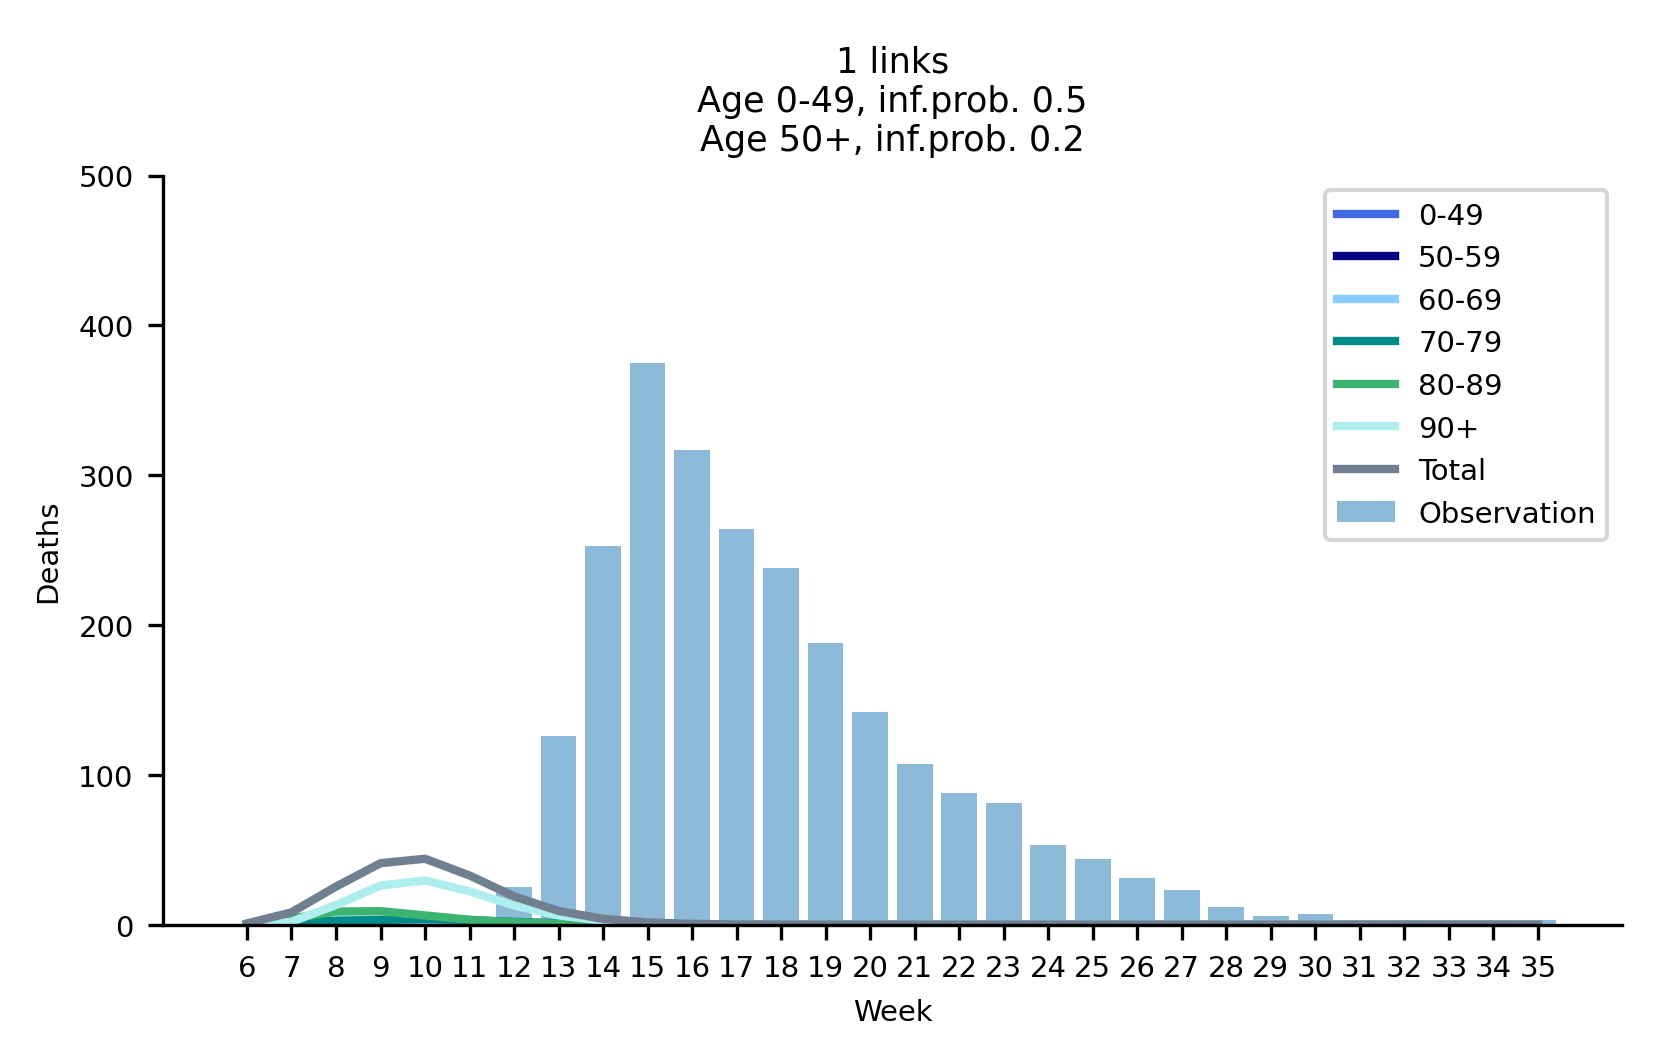 1 links
Age 0-49, inf.prob. 0.5
Age 50+, inf.prob. 0.2
500
400
300
200
100
0
Deaths
0-49
50-59
60-69
70-79
80-89
90+
Total
Observation
6 7 8 9 10 11 12 13 14 15 16 17 18 19 20 21 22 23 24 25 26 27 28 29 30 31 32 33 34 35
Week